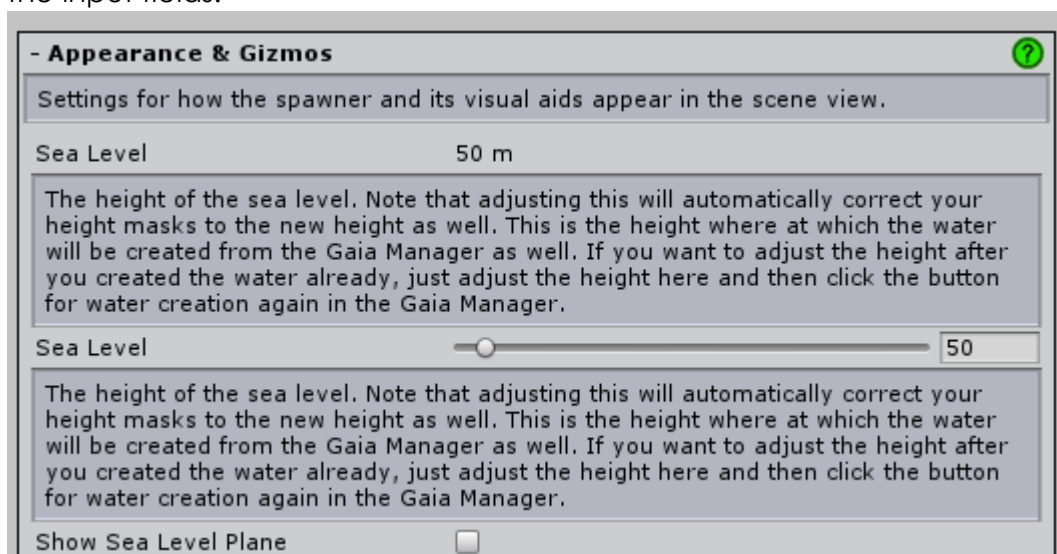 the input fields.
- Appearance & Gizmos ?
Settings for how the spawner and its visual aids appear in the scene view.
Sea Level 50 m
The height of the sea level. Note that adjusting this will automatically correct your
height masks to the new height as well. This is the height where at which the water
will be created from the Gaia Manager as well. If you want to adjust the height after
you created the water already, just adjust the height here and then click the button
for water creation again in the Gaia Manager.
Sea Level 50
The height of the sea level. Note that adjusting this will automatically correct your
height masks to the new height as well. This is the height where at which the water
will be created from the Gaia Manager as well. If you want to adjust the height after
you created the water already, just adjust the height here and then click the button
for water creation again in the Gaia Manager.
Show Sea Level Plane